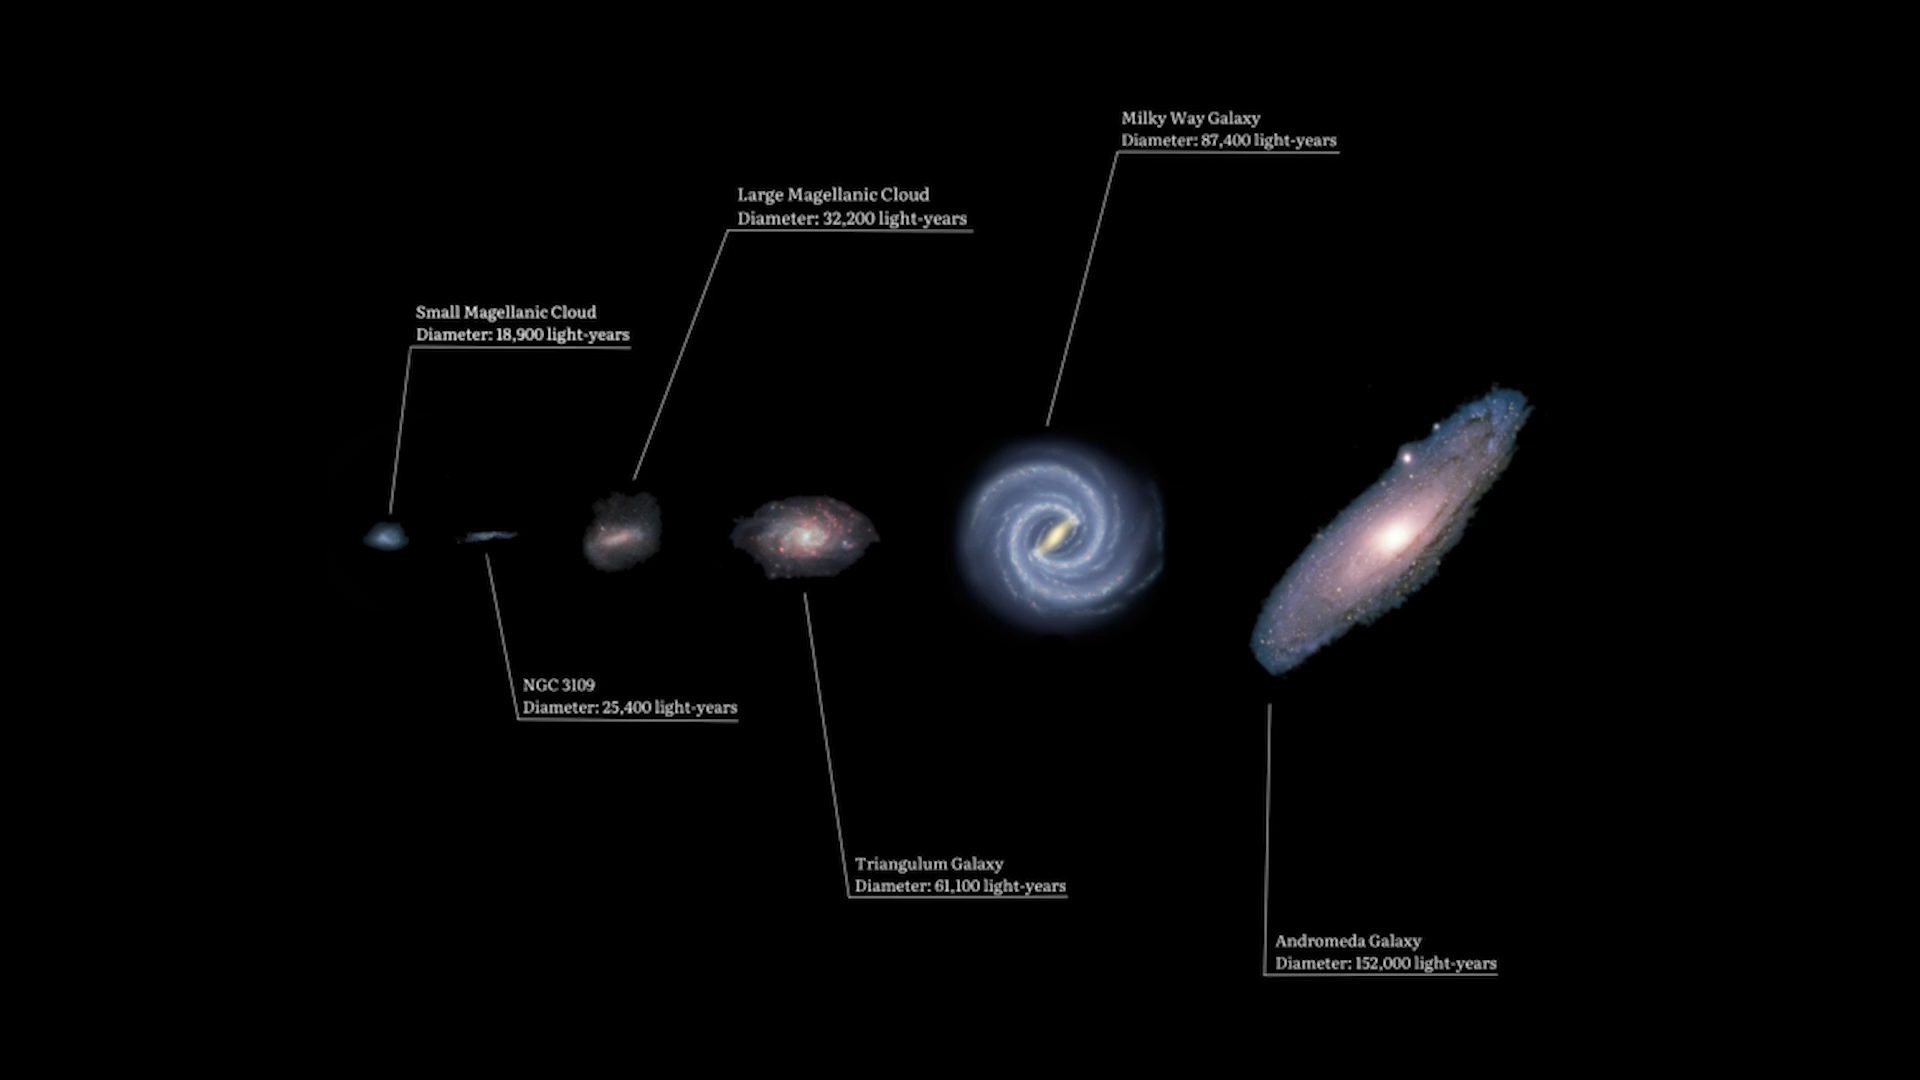 Milky Way Galaxy
Diameter: 87,400 light-years
Large Magellanic Cloud
Diameter: 32,200 light-years
Small Magellanic Cloud
Diameter: 18,900 light-years
NGC 3109
Diameter: 25,400 light-years
Triangulum Galaxy
Diameter: 61,100 light-years
Andromeda Galaxy
Diameter: 152,000 light-years